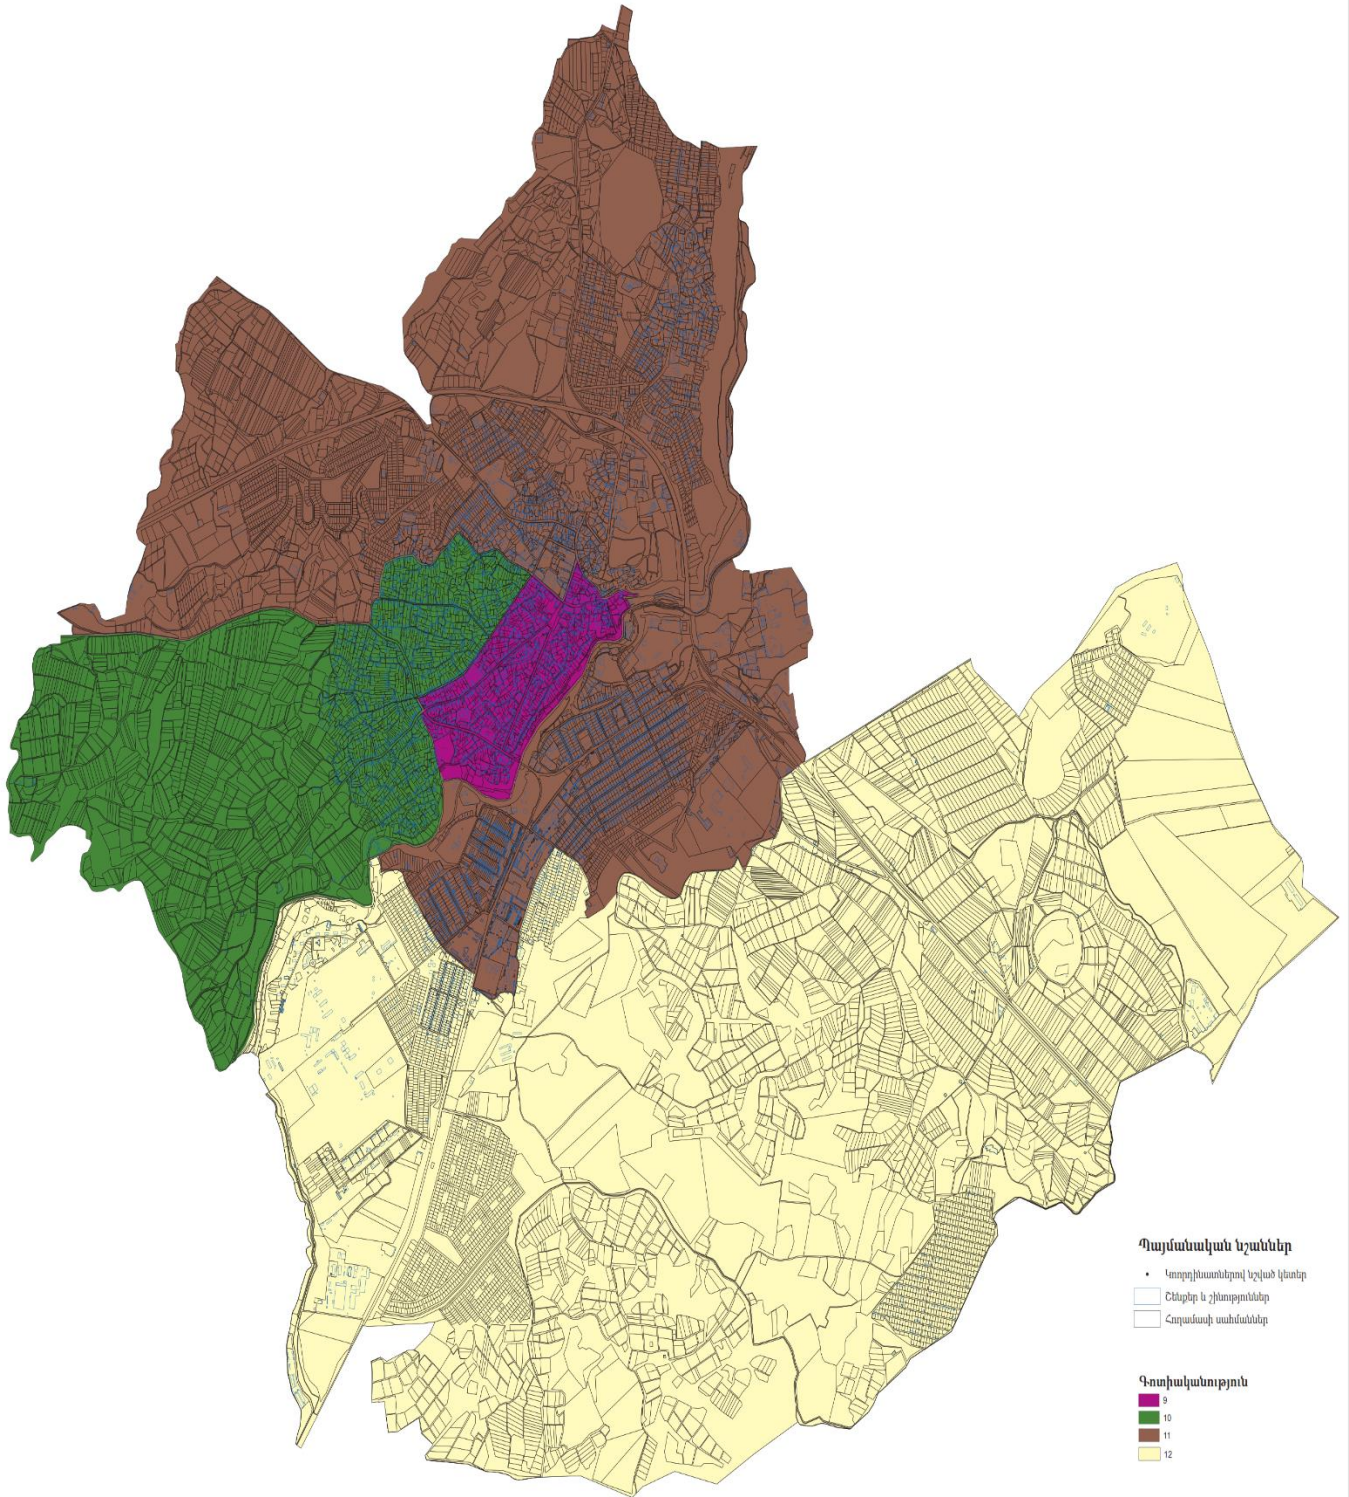 Պայմանական նշաններ
Կոորդինատներով նշված կետեր
Շենքեր և շինություններ
Հողամասի սահմաններ
Գոտիականություն
9
10
11
12